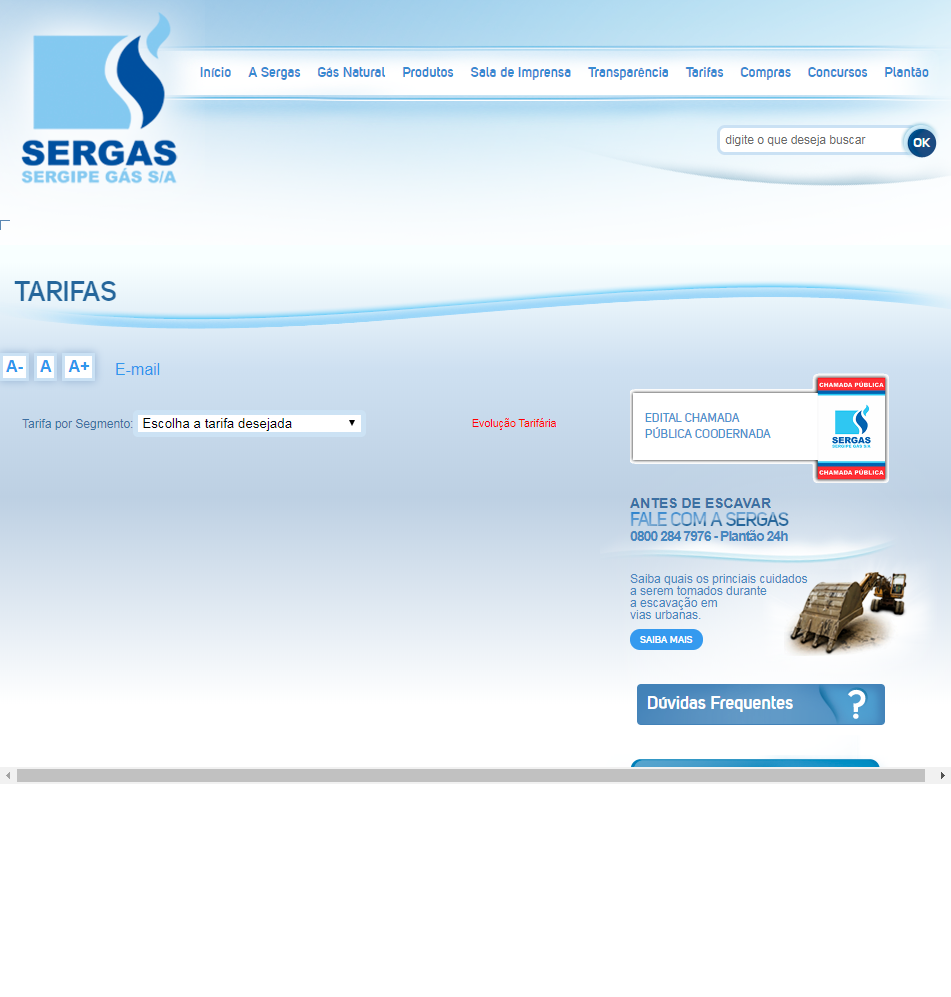 Início A Sergas Gás Natural Produtos Sala de Imprensa Transparência Tarifas Compras Concursos Plantão
digite o que deseja buscar OK
SERGAS
SERGIPE GÁS S/A
TARIFAS
A- A A+ E-mail
Tarifa por Segmento: Escolha a tarifa desejada
Evolução Tarifária
CHAMADA PÚBLICA
EDITAL CHAMADA
PÚBLICA COODERNADA
SERGAS
SERGIPE GÁS S/A
CHAMADA PÚBLICA
ANTES DE ESCAVAR
FALE COM A SERGAS
0800 284 7976 - Plantão 24h
Saiba quais os princiais cuidados
a serem tomados durante
a escavação em
vias urbanas.
SAIBA MAIS
Dúvidas Frequentes ?